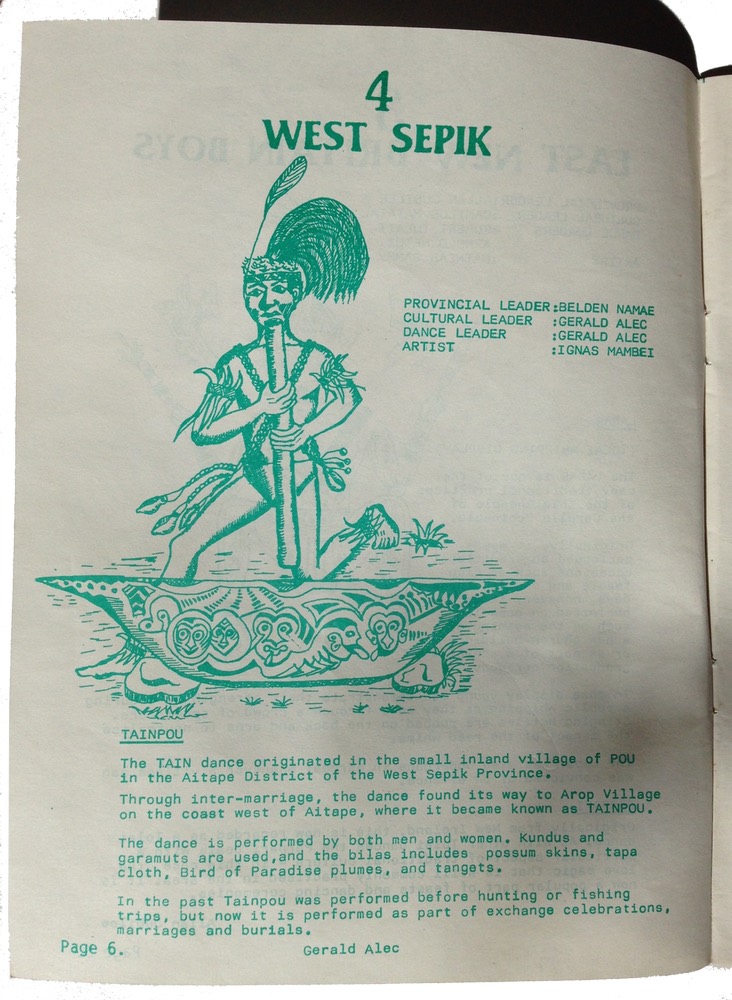 4
WEST SEPIK
PROVINCIAL LEADER:BELDEN NAMAE
CULTURAL LEADER :GERALD ALEC
DANCE LEADER :GERALD ALEC
ARTIST :IGNAS MAMBEI
TAINPOU
The TAIN dance originated in the small inland village of POU
in the Aitape District of the West Sepik Province.
Through inter-marriage, the dance found its way to Arop Village
on the coast west of Aitape, where it became known as TAINPOU.
The dance is performed by both men and women. Kundus and
garamuts are used,and the bilas includes possum skins, tapa
cloth, Bird of Paradise plumes, and tangets.
In the past Tainpou was performed before hunting or fishing
trips, but now it is performed as part of exchange celebrations,
marriages and burials.
Page 6.
Gerald Alec